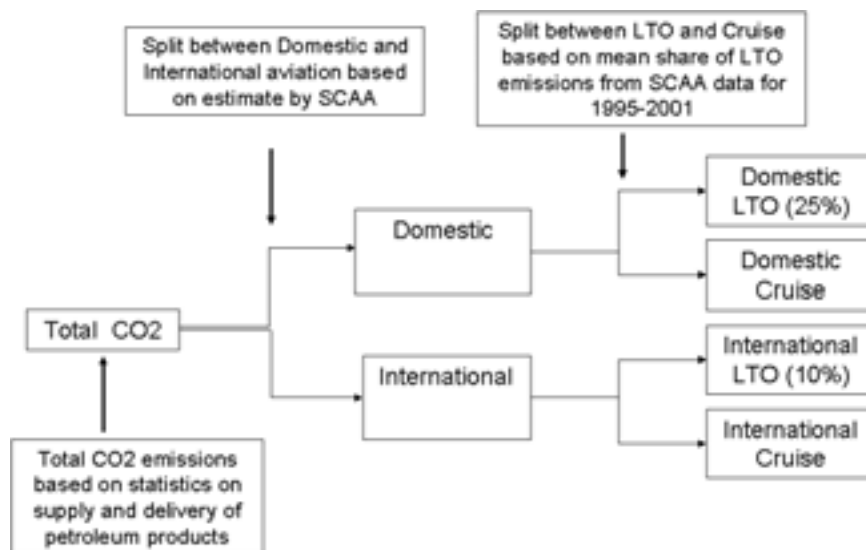 Split between Domestic and
International aviation based
on estimate by SCAA
Split between LTO and Cruise
based on mean share of LTO
emissions from SCAA data for
1995-2001
Domestic
LTO (25%)
Domestic
Domestic
Cruise
Total CO2
International
LTO (10%)
International
International
Cruise
Total CO2 emissions
based on statistics on
supply and delivery of
petroleum products